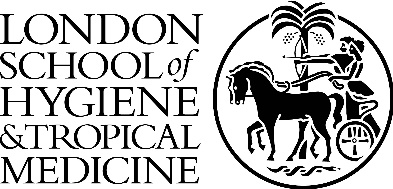 LONDON
SCHOOL of
HYGIENE
&TROPICAL
MEDICINE